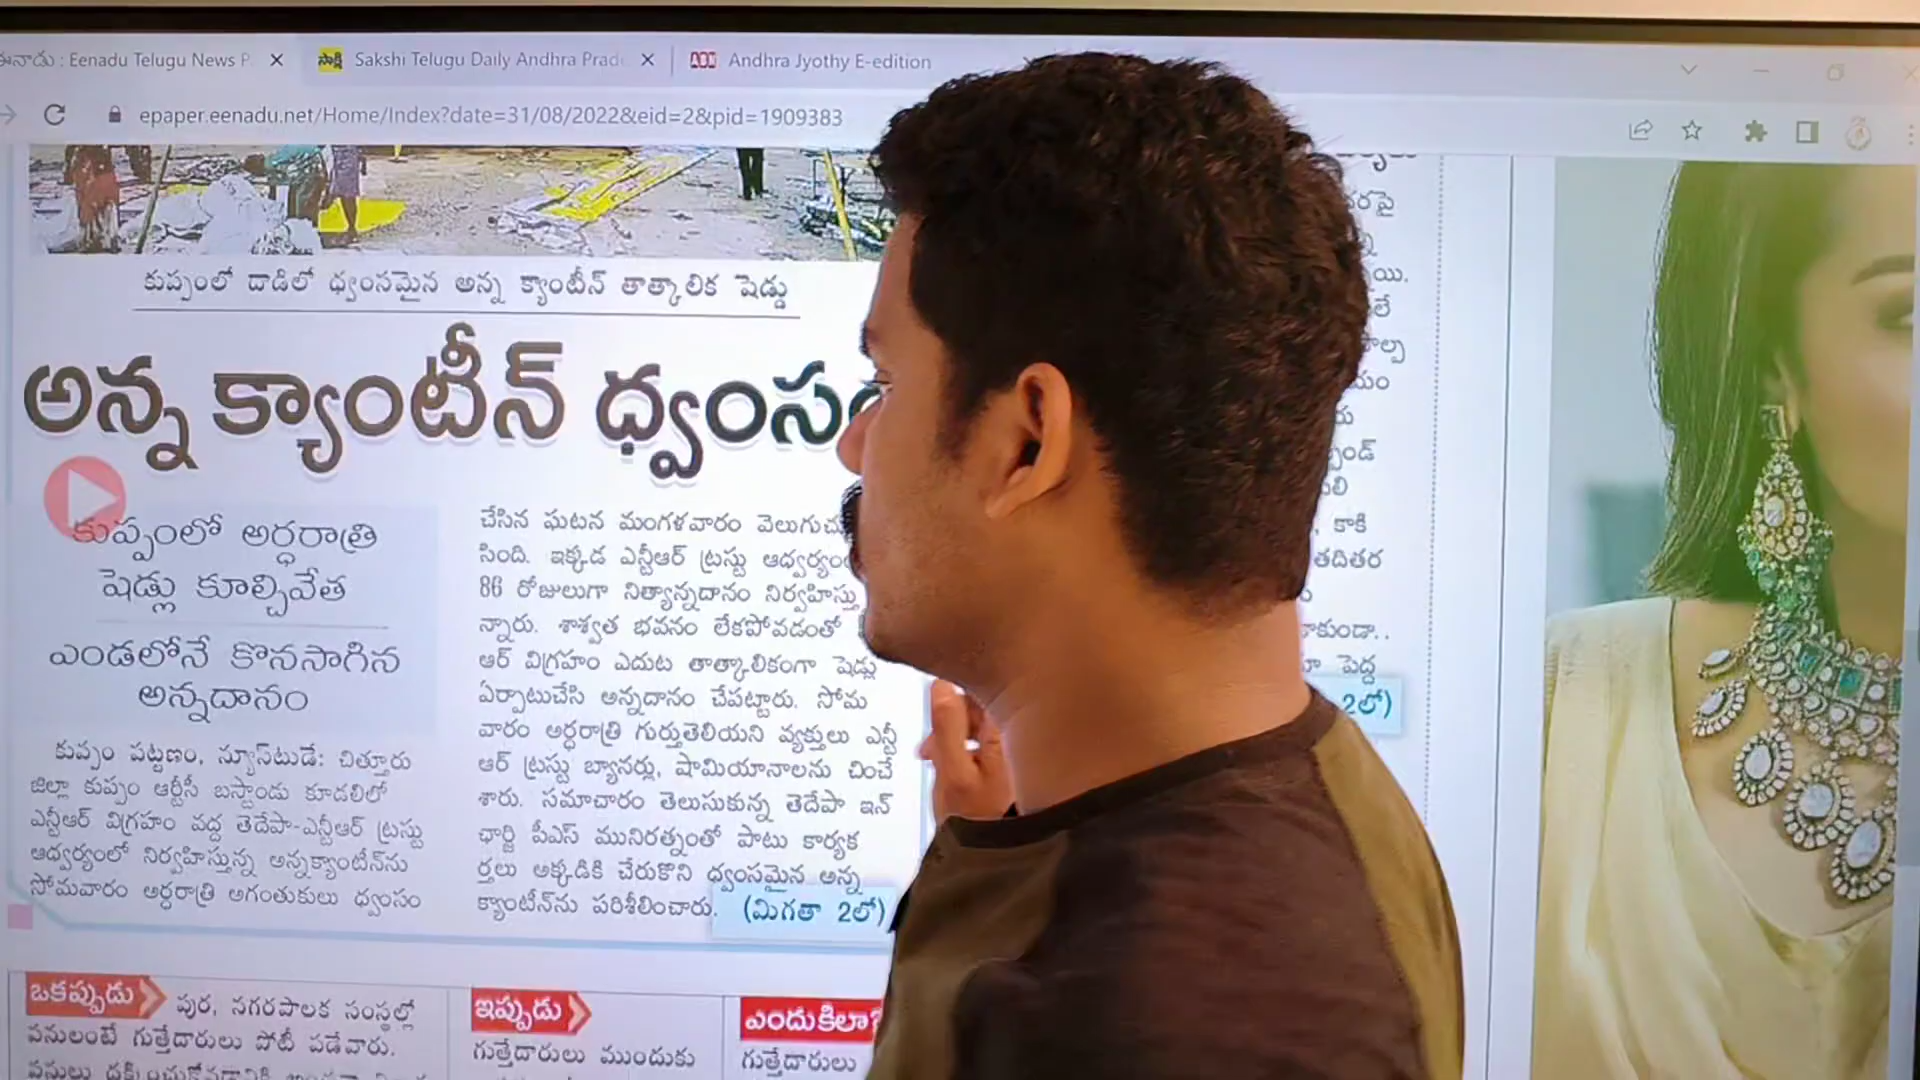 ఈనాడు : Eenadu Telugu News P
Sakshi Telugu Daily Andhra Prad
Andhra Jyothy E-edition
epaper.eenadu.net/Home/Index?date=31/08/2022&eid=2&pid=1909383
కుప్పంలో దాడిలో ధ్వంసమైన అన్న క్యాంటీన్ తాత్కాలిక షెడ్డు
అన్న క్యాంటీన్
కుప్పంలో అర్ధరాత్రి
షెడ్లు కూల్చివేత
ఎండలోనే కొనసాగిన
అన్నదానం
కుప్పం పట్టణం, న్యూస్‌టుడే: చిత్తూరు
జిల్లా కుప్పం ఆర్టీసీ బస్టాండు కూడలిలో
ఎన్టీఆర్ విగ్రహం వద్ద తెదేపా-ఎన్టీఆర్ ట్రస్టు
ఆధ్వర్యంలో నిర్వహిస్తున్న అన్నక్యాంటీన్‌ను
సోమవారం అర్ధరాత్రి ఆగంతుకులు ధ్వంసం
చేసిన ఘటన మంగళవారం
సింది. ఇక్కడ ఎన్టీఆర్ ట్రస్టు
86 రోజులుగా నిత్యాన్నదానం నిర్వహిస్తు
న్నారు. శాశ్వత భవనం లేకపోవడంతో
ఆర్ విగ్రహం ఎదుట తాత్కాలికంగా షెడ్లు
ఏర్పాటుచేసి అన్నదానం చేపట్టారు. సోమ
వారం అర్ధరాత్రి గుర్తుతెలియని వ్యక్తులు ఎన్టీ
ఆర్ ట్రస్టు బ్యానర్లు, షామియానాలను చించే
శారు. సమాచారం తెలుసుకున్న తెదేపా ఇన్
ఛార్జి పీఎస్ మునిరత్నంతో పాటు కార్యక
ర్తలు అక్కడికి చేరుకొని ధ్వంసమైన అన్న
క్యాంటీన్‌ను పరిశీలించారు. (మిగతా 2లో)
కాకి
తదితర
పెద్ద
2లో)
ఒకప్పుడు
పుర, నగరపాలక సంస్థల్లో
పనులంటే గుత్తేదారులు పోటీ పడేవారు.
ఇప్పుడు
గుత్తేదారులు ముందుకు
ఎందుకిలా?
గుత్తేదారులు